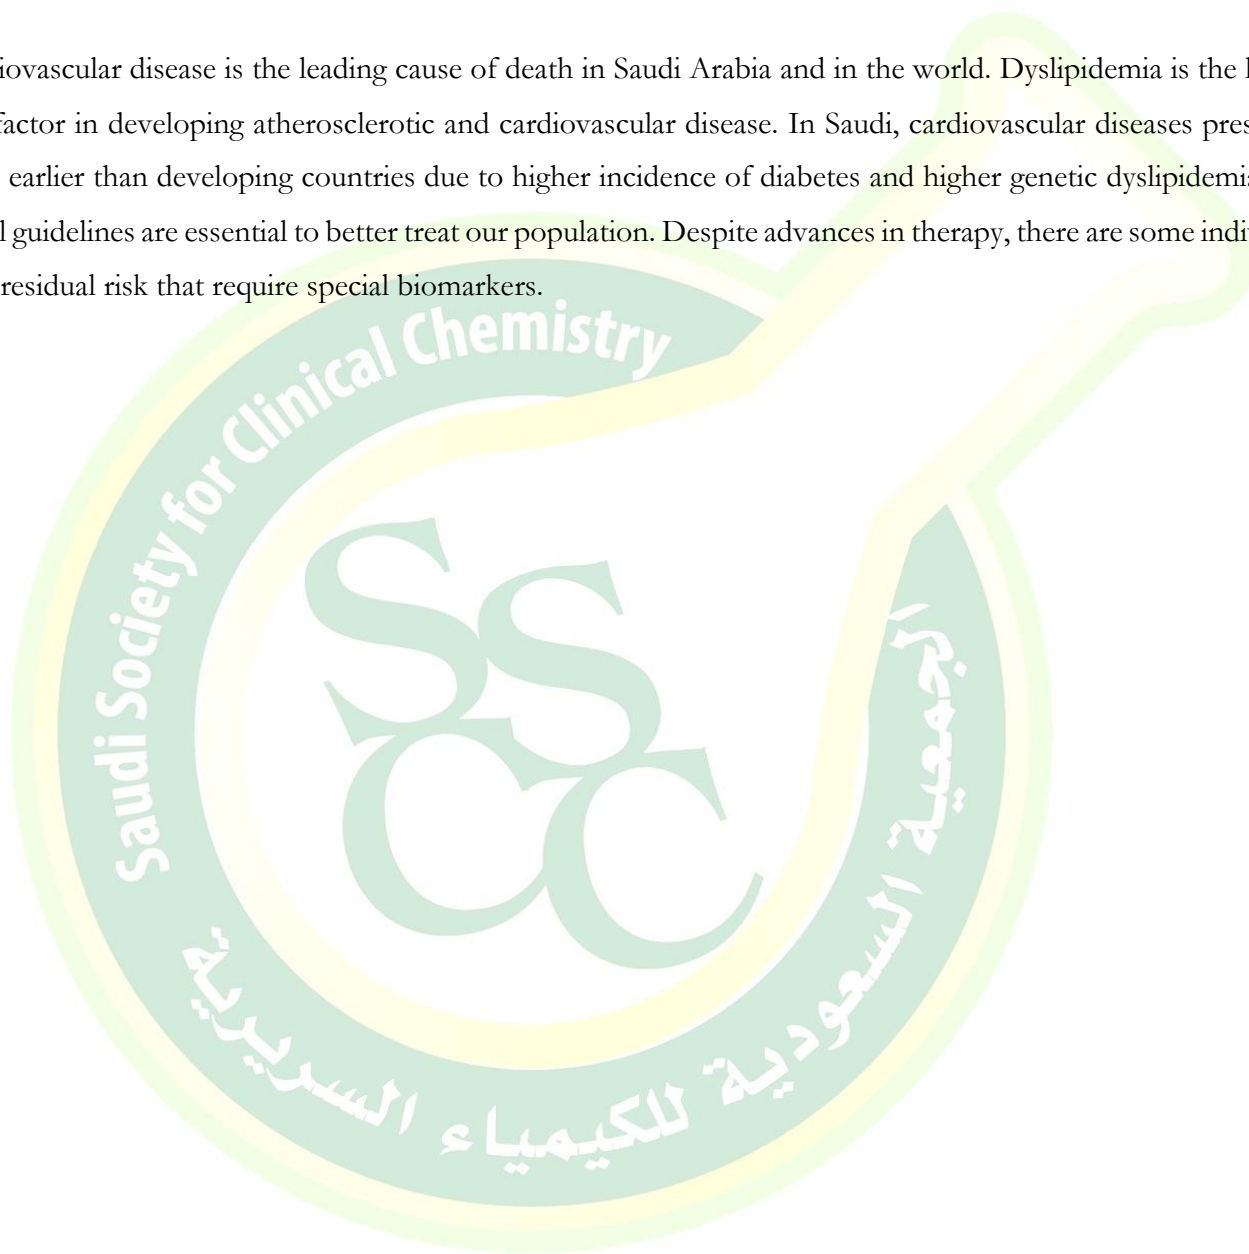 iovascular disease is the leading cause of death in Saudi Arabia and in the world. Dyslipidemia is the
factor in developing atherosclerotic and cardiovascular disease. In Saudi, cardiovascular diseases pres
earlier than developing countries due to higher incidence of diabetes and higher genetic dyslipidemis
l guidelines are essential to better treat our population. Despite advances in therapy, there are some indi
residual risk that require special biomarkers.
Saudi Society for Clinical Chemistry
SSCC
الجمعية السعودية للكيمياء السريرية